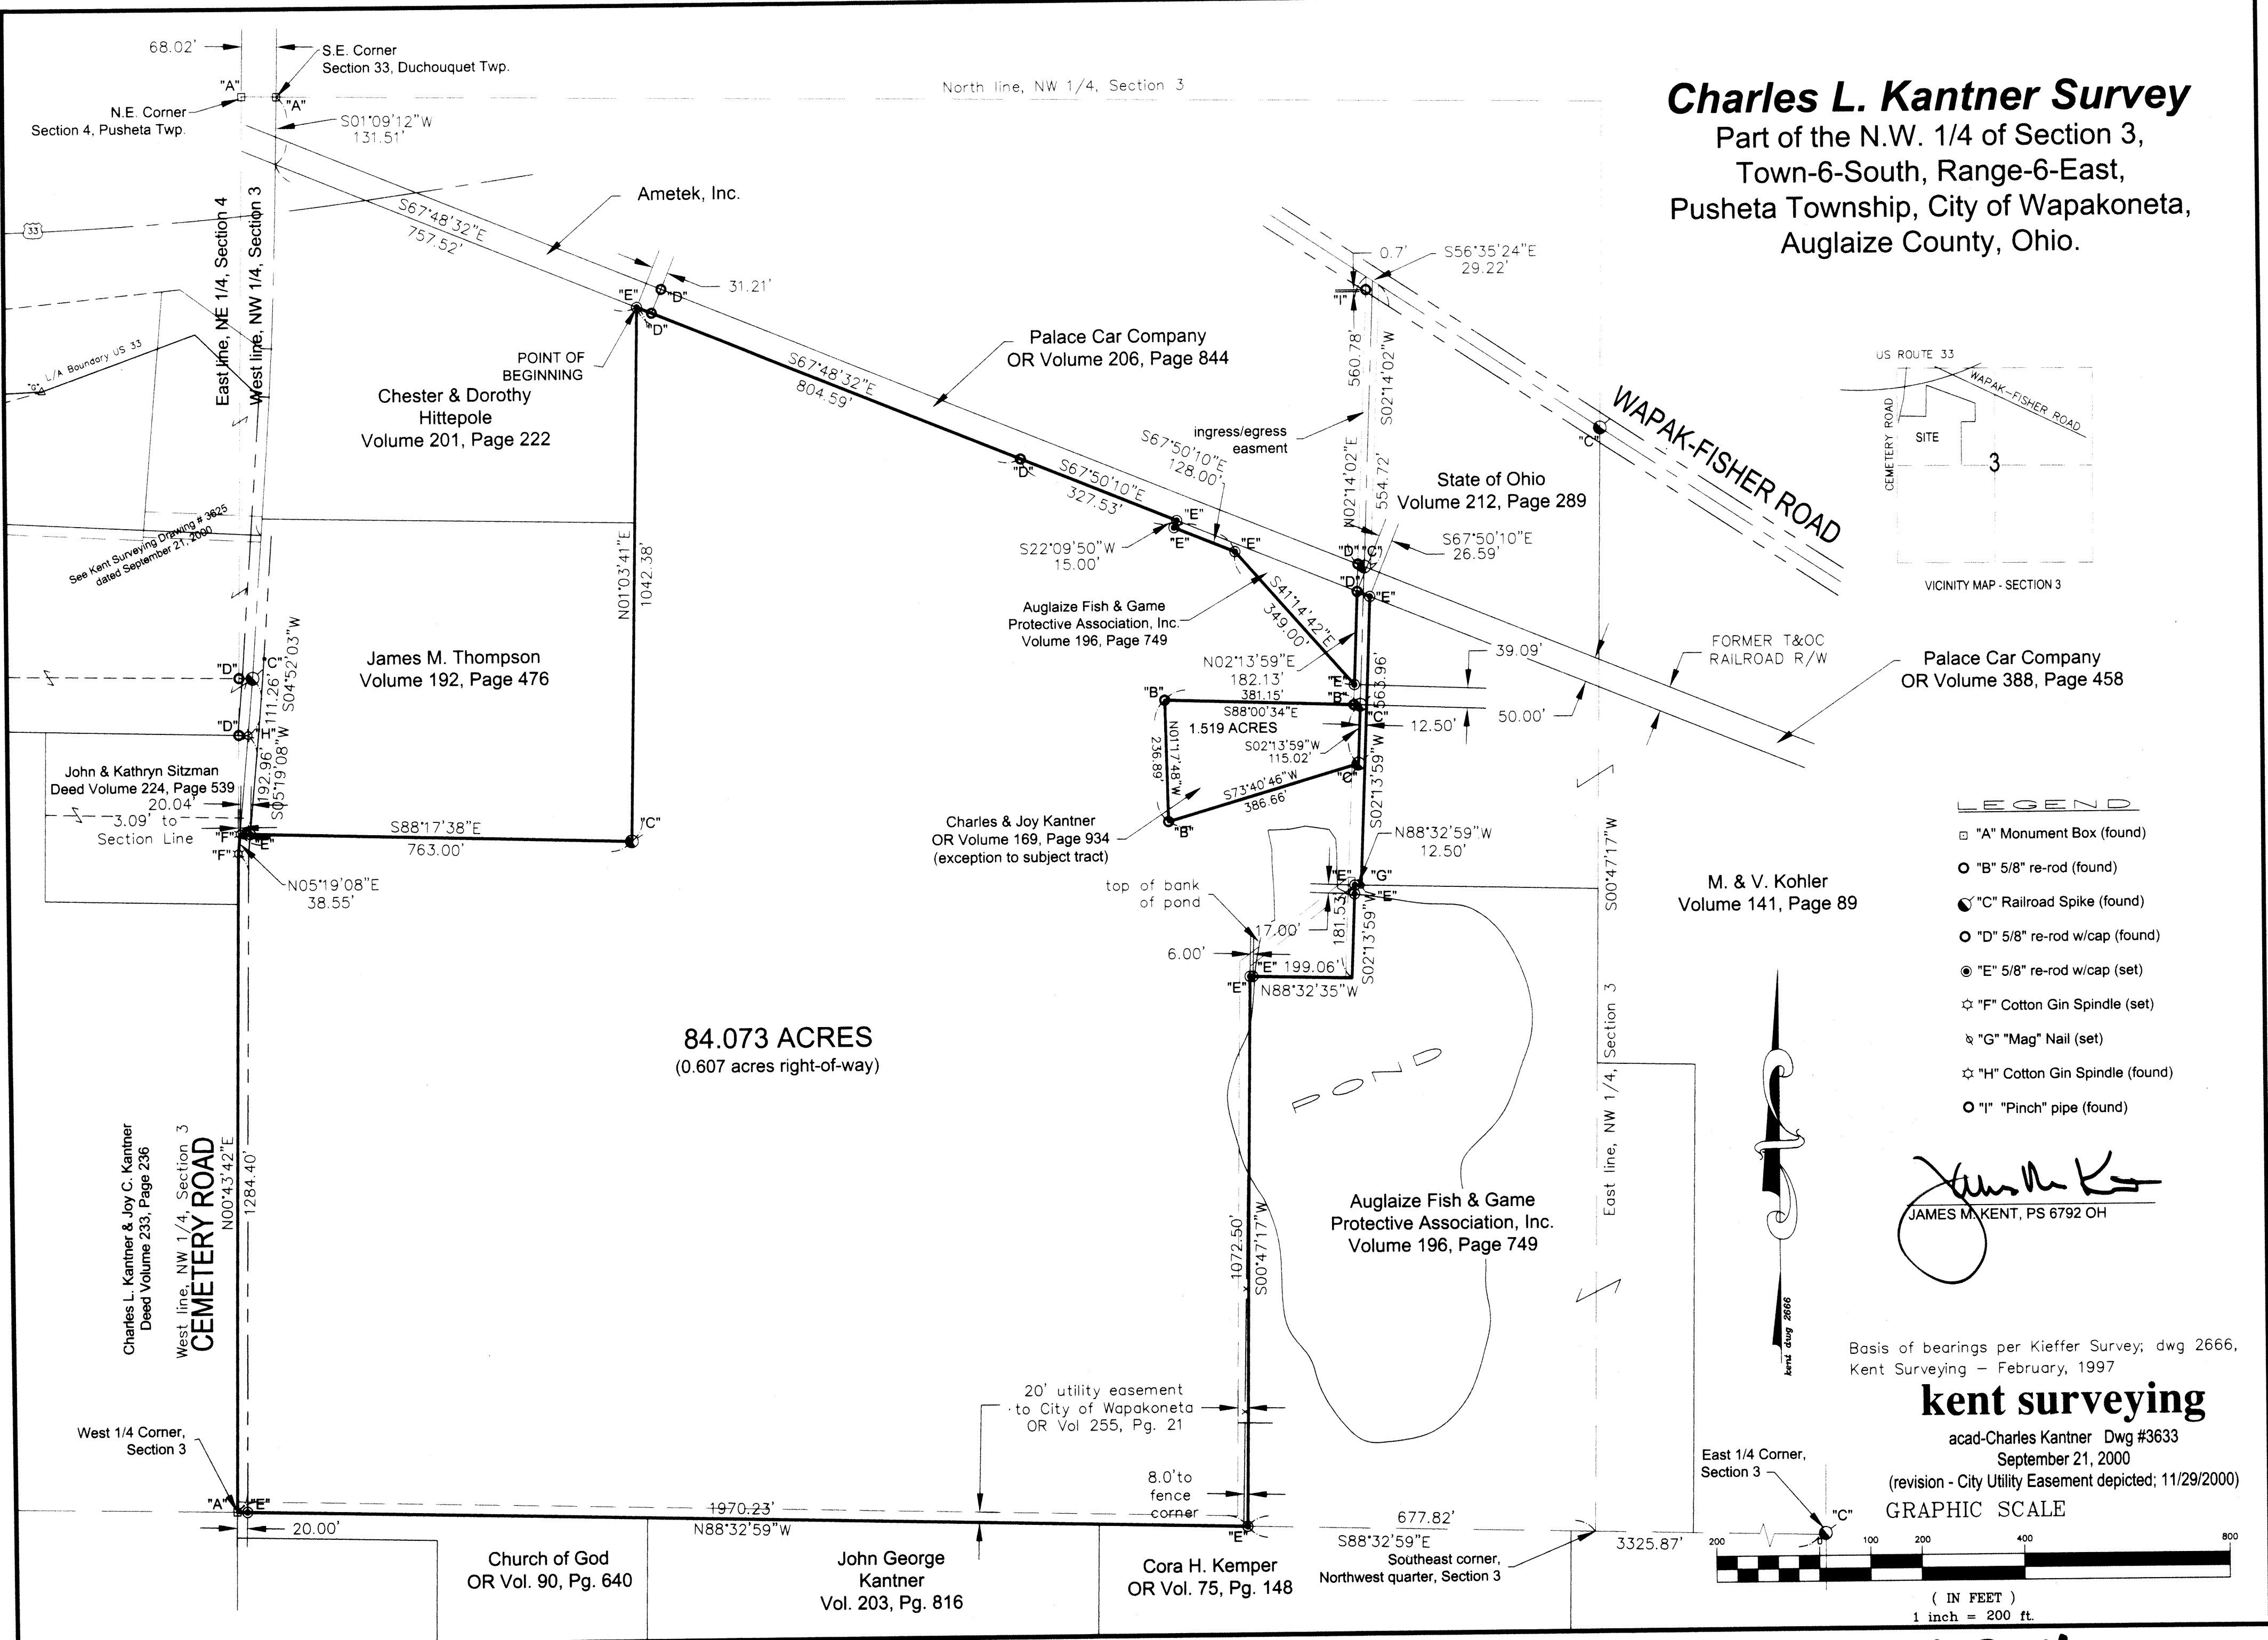 Charles L. Kantner Survey
Part of the N.W. 1/4 of Section 3,
Town-6-South, Range-6-East,
Pusheta Township, City of Wapakoneta,
Auglaize County, Ohio.
68.02'
S.E. Corner
Section 33, Duchouquet Twp.
"A"
"A"
N.E. Corner
Section 4, Pusheta Twp.
North line, NW 1/4, Section 3
S01°09'12"W
131.51'
33
East line, NE 1/4, Section 4
West line, NW 1/4, Section 3
S67°48'32"E
757.52'
Ametek, Inc.
31.21'
"E"
"D"
"D"
POINT OF
BEGINNING
"G"
L/A Boundary US 33
Chester & Dorothy
Hittepole
Volume 201, Page 222
Palace Car Company
OR Volume 206, Page 844
S67°48'32"E
804.59'
"D"
0.7'
S56°35'24"E
29.22'
"I"
560.78'
N02°14'02"E
S02°14'02"W
554.72'
ingress/egress
easment
WAPAK-FISHER ROAD
"C"
US ROUTE 33
WAPAK-FISHER ROAD
CEMETERY ROAD
SITE
3
VICINITY MAP - SECTION 3
S67°50'10"E
128.00'
S67°50'10"E
327.53'
"E"
"E"
"E"
S22°09'50"W
15.00'
State of Ohio
Volume 212, Page 289
S67°50'10"E
26.59'
"D"
"C"
"D"
"E"
See Kent Surveying Drawing # 3625
dated September 21, 2000
N01°03'41"E
1042.38'
Auglaize Fish & Game
Protective Association, Inc.
Volume 196, Page 749
S41°14'42"E
349.00'
N02°13'59"E
182.13'
"E"
563.96'
S02°13'59"W
39.09'
50.00'
12.50'
FORMER T&OC
RAILROAD R/W
Palace Car Company
OR Volume 388, Page 458
James M. Thompson
Volume 192, Page 476
"D"
"C"
111.26'
S04°52'03"W
"D"
"H"
192.96'
S05°19'08"W
John & Kathryn Sitzman
Deed Volume 224, Page 539
20.04'
3.09' to
Section Line
"F"
"E"
"F"
N05°19'08"E
38.55'
S88°17'38"E
763.00'
"C"
"B"
"B"
"C"
381.15'
S88°00'34"E
1.519 ACRES
S02°13'59"W
115.02'
"C"
N01°17'48"W
236.89'
S73°40'46"W
386.66'
"B"
Charles & Joy Kantner
OR Volume 169, Page 934
(exception to subject tract)
N88°32'59"W
12.50'
"E"
"G"
"E"
top of bank
of pond
17.00'
181.53'
S02°13'59"W
6.00'
"E"
"E"
199.06'
N88°32'35"W
S00°47'17"W
East line, NW 1/4, Section 3
M. & V. Kohler
Volume 141, Page 89
LEGEND
"A" Monument Box (found)
"B" 5/8" re-rod (found)
"C" Railroad Spike (found)
"D" 5/8" re-rod w/cap (found)
"E" 5/8" re-rod w/cap (set)
"F" Cotton Gin Spindle (set)
"G" "Mag" Nail (set)
"H" Cotton Gin Spindle (found)
"I" "Pinch" pipe (found)
84.073 ACRES
(0.607 acres right-of-way)
POND
Auglaize Fish & Game
Protective Association, Inc.
Volume 196, Page 749
1072.50'
S00°47'17"W
Charles L. Kantner & Joy C. Kantner
Deed Volume 233, Page 236
West line, NW 1/4, Section 3
CEMETERY ROAD
N00°43'42"E
1284.40'
JAMES M. KENT, PS 6792 OH
kent dwg 2666
Basis of bearings per Kieffer Survey; dwg 2666,
Kent Surveying – February, 1997
kent surveying
acad-Charles Kantner Dwg #3633
September 21, 2000
(revision - City Utility Easement depicted; 11/29/2000)
West 1/4 Corner,
Section 3
"A"
"E"
20.00'
20' utility easement
to City of Wapakoneta
OR Vol 255, Pg. 21
8.0'to
fence
corner
1970.23'
N88°32'59"W
"E"
677.82'
S88°32'59"E
Southeast corner,
Northwest quarter, Section 3
3325.87'
East 1/4 Corner,
Section 3
"C"
Church of God
OR Vol. 90, Pg. 640
John George
Kantner
Vol. 203, Pg. 816
Cora H. Kemper
OR Vol. 75, Pg. 148
GRAPHIC SCALE
200 0 100 200 400 800
( IN FEET )
1 inch = 200 ft.